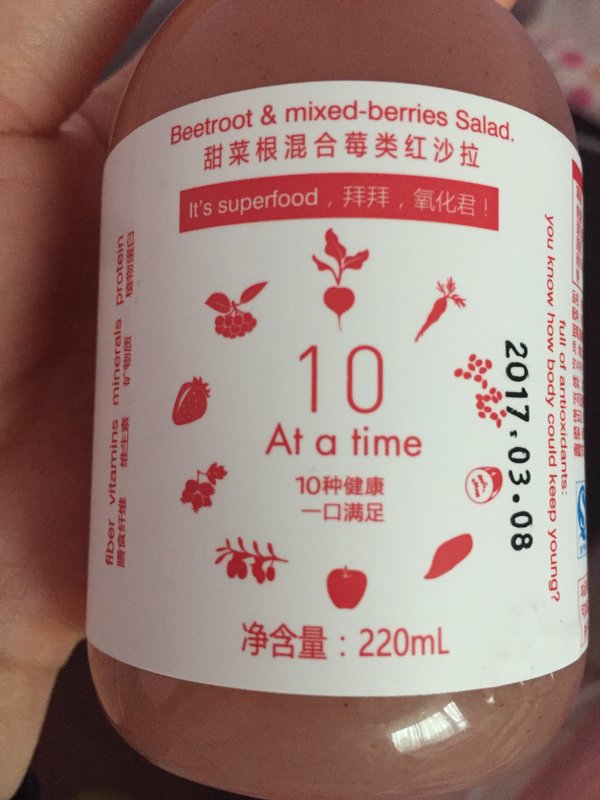 Beetroot & mixed-berries Salad.
甜菜根混合莓类红沙拉
It's superfood，拜拜，氧化君！
10
At a time
10种健康
一口满足
净含量：220mL
fiber vitamins minerals protein
膳食纤维 维生素 矿物质 植物蛋白
2017.03.08
full of antioxidants:
you know how body could keep young?